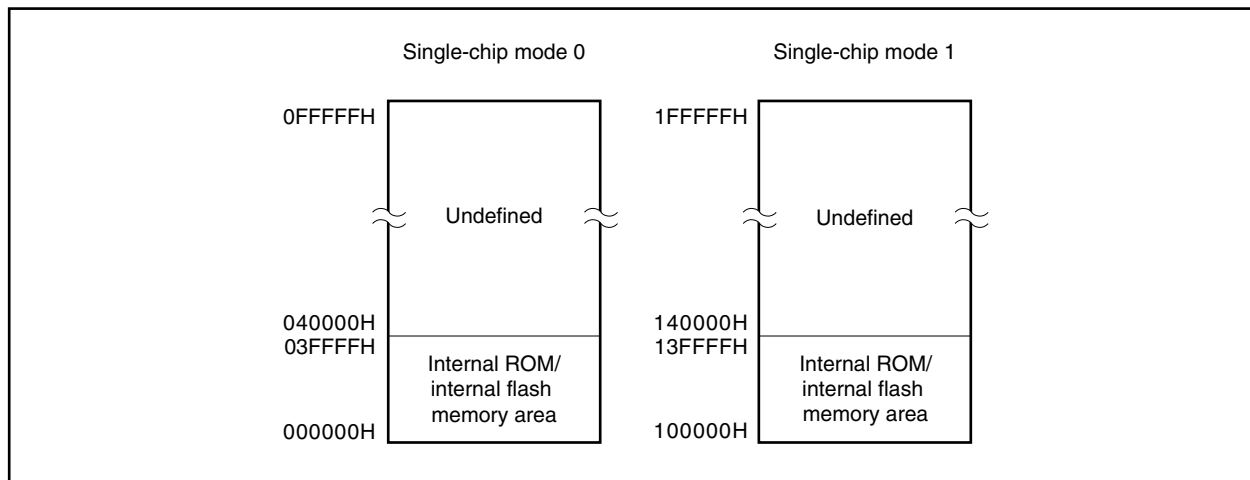 Single-chip mode 0
0FFFFFH
Undefined
040000H
03FFFFH
Internal ROM/
internal flash
memory area
000000H
Single-chip mode 1
1FFFFFH
Undefined
140000H
13FFFFH
Internal ROM/
internal flash
memory area
100000H